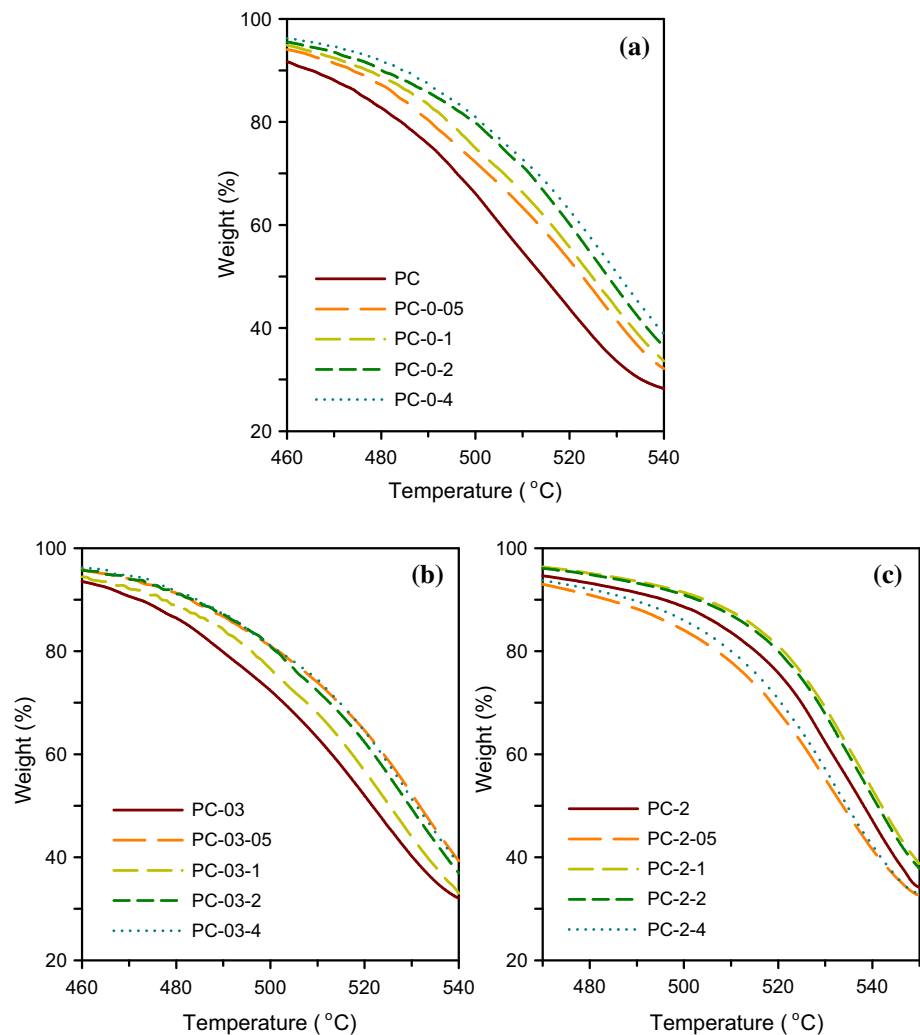 (a)
100
80
60
40
20
Weight (%)
PC
PC-0-05
PC-0-1
PC-0-2
PC-0-4
460 480 500 520 540
Temperature ( °C)
(b)
100
80
60
40
20
Weight (%)
PC-03
PC-03-05
PC-03-1
PC-03-2
PC-03-4
460 480 500 520 540
Temperature ( °C)
(c)
100
80
60
40
20
Weight (%)
PC-2
PC-2-05
PC-2-1
PC-2-2
PC-2-4
480 500 520 540
Temperature ( °C)